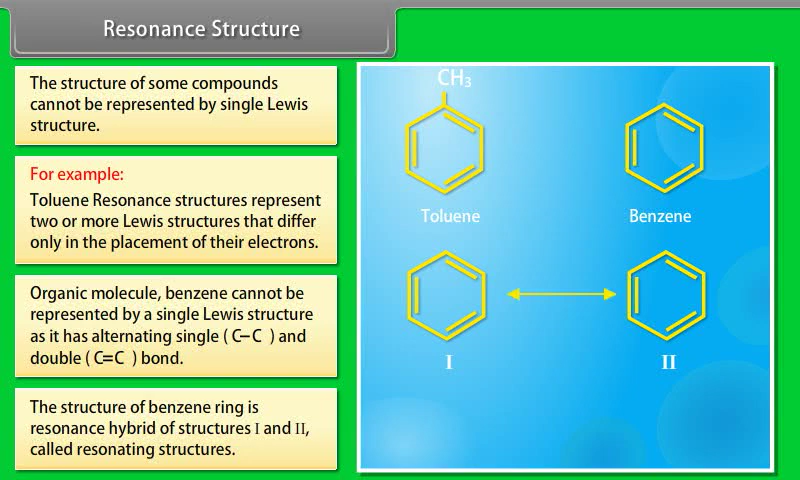 Resonance Structure
The structure of some compounds
cannot be represented by single Lewis
structure.
For example:
Toluene Resonance structures represent
two or more Lewis structures that differ
only in the placement of their electrons.
Organic molecule, benzene cannot be
represented by a single Lewis structure
as it has alternating single ( C−C ) and
double ( C=C ) bond.
The structure of benzene ring is
resonance hybrid of structures I and II,
called resonating structures.
CH₃
Toluene
Benzene
I
II